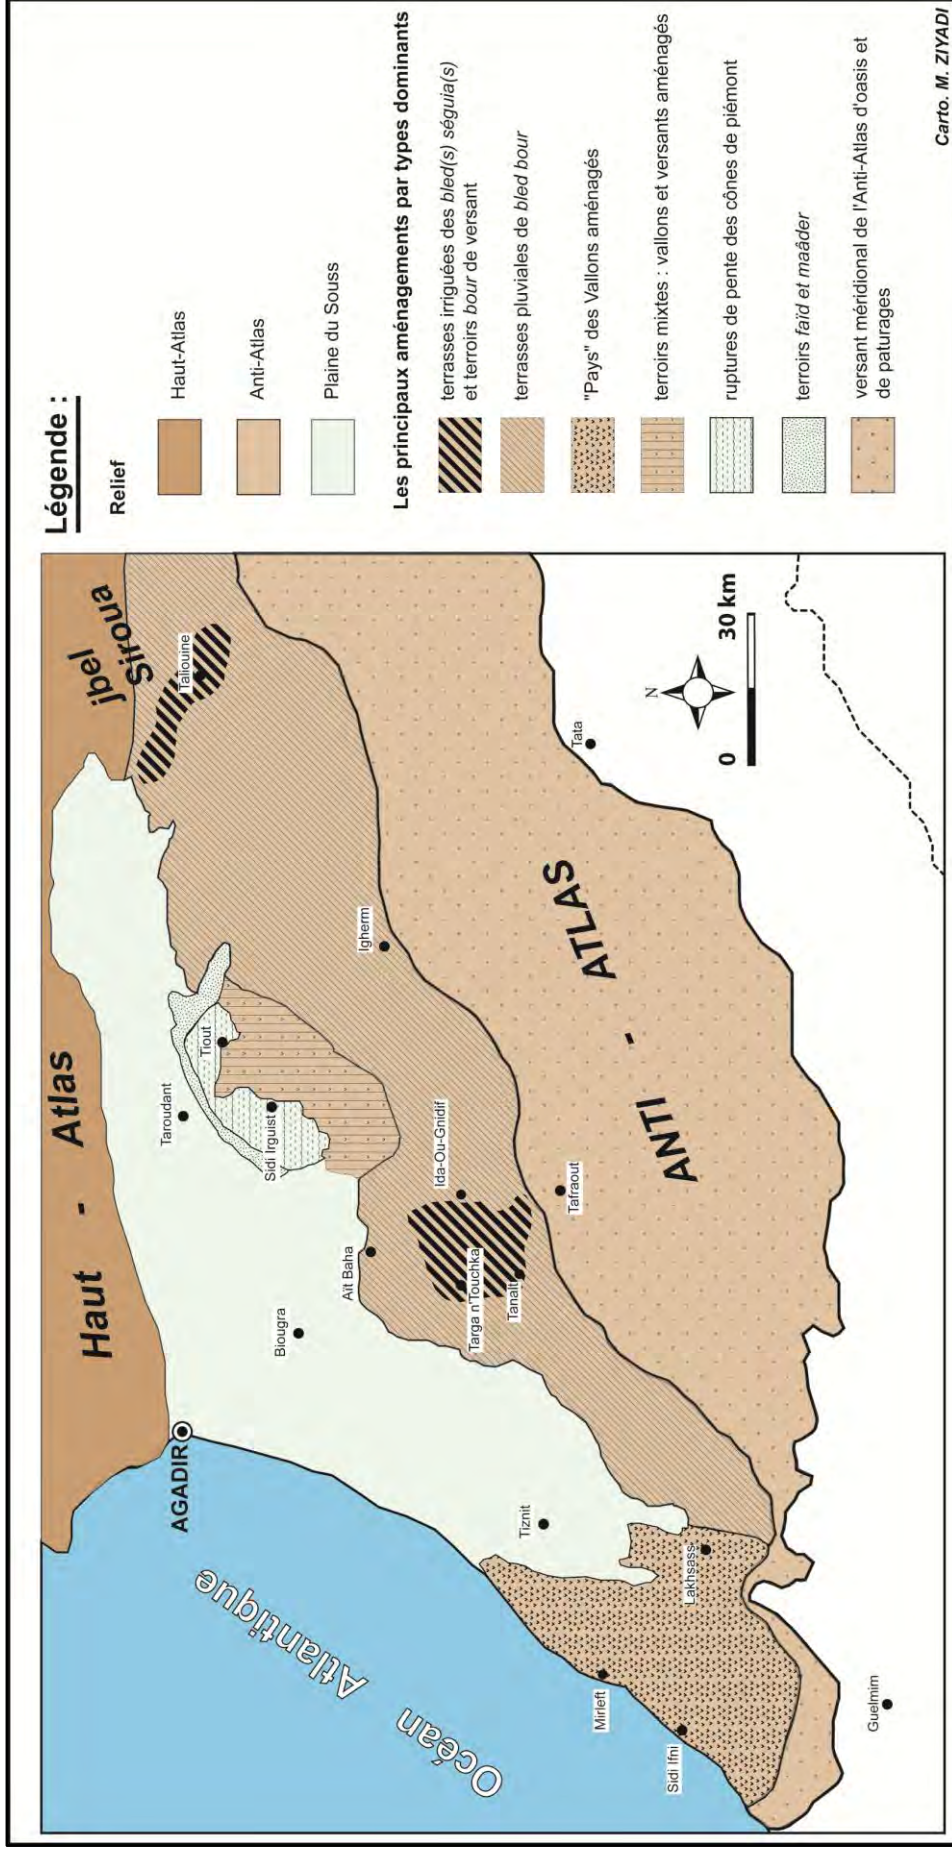 Haut - Atlas
jbel
Siroua
Océan
Atlantique
ANTI - ATLAS
AGADIR
Taroudant
Tiout
Sidi Irguist
Taliouine
Biougra
Aït Baha
Igherm
Ida-Ou-Gnidif
Targa n'Touchka
Tanalt
Tafraout
Tata
Tiznit
Lakhsass
Mirleft
Sidi Ifni
Guelmim
N
0 30 km
Légende :
Relief
Haut-Atlas
Anti-Atlas
Plaine du Souss
Les principaux aménagements par types dominants
terrasses irriguées des bled(s) séguia(s)
et terroirs bour de versant
terrasses pluviales de bled bour
"Pays" des Vallons aménagés
terroirs mixtes : vallons et versants aménagés
ruptures de pente des cônes de piémont
terroirs faïd et maâder
versant méridional de l'Anti-Atlas d'oasis et
de paturages
Carto. M. ZIYADI